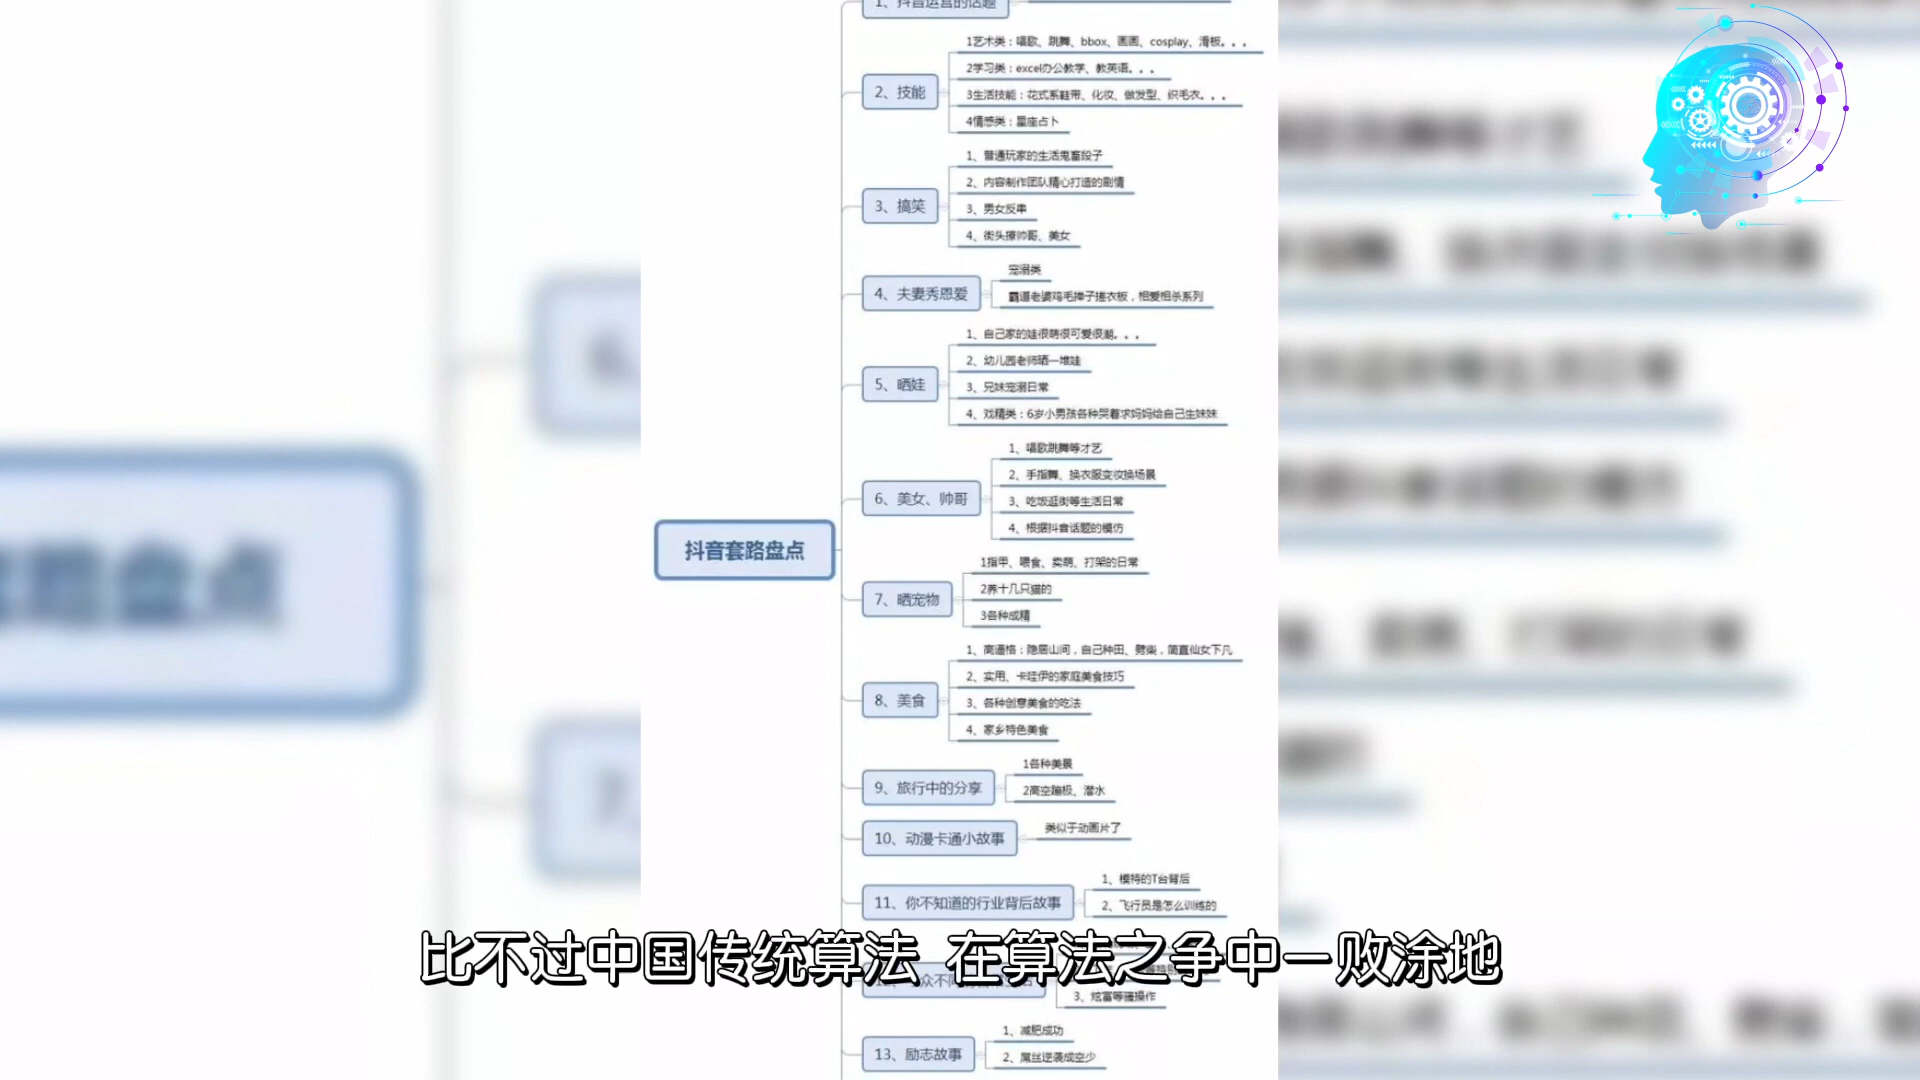 1、抖音运营的话题
2、技能
1艺术类：唱歌、跳舞、bbox、画画、cosplay、滑板。。。
2学习类：excel办公教学、教英语。。。
3生活技能：花式系鞋带、化妆、做发型、织毛衣。。。
4情感类：星座占卜
3、搞笑
1、普通玩家的生活鬼畜段子
2、内容制作团队精心打造的剧情
3、男女反串
4、街头撩帅哥、美女
4、夫妻秀恩爱
宠溺类
霸道老婆鸡毛掸子搓衣板，相爱相杀系列
5、晒娃
1、自己家的娃很萌很可爱很潮。。。
2、幼儿园老师晒一堆娃
3、兄妹宠溺日常
4、戏精类：6岁小男孩各种哭着求妈妈给自己生妹妹
6、美女、帅哥
1、唱歌跳舞等才艺
2、手指舞、换衣服变妆换场景
3、吃饭逛街等生活日常
4、根据抖音话题的模仿
抖音套路盘点
7、晒宠物
1指甲、喂食、卖萌、打架的日常
2养十几只猫的
3各种成精
8、美食
1、高逼格：隐居山间，自己种田、劈柴，简直仙女下凡
2、实用、卡哇伊的家庭美食技巧
3、各种创意美食的吃法
4、家乡特色美食
9、旅行中的分享
1各种美景
2高空蹦极、潜水
10、动漫卡通小故事
类似于动画片了
11、你不知道的行业背后故事
1、模特的T台背后
2、飞行员是怎么训练的
比不过中国传统算法 在算法之争中一败涂地
3、炫富等骚操作
13、励志故事
1、减肥成功
2、屌丝逆袭成空少